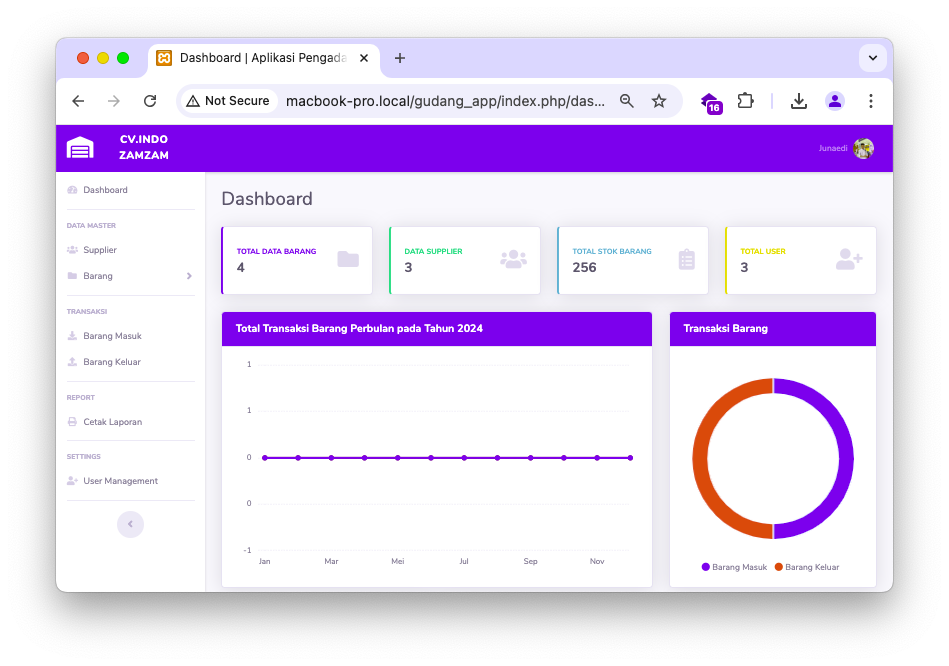 Dashboard | Aplikasi Pengada
Not Secure
macbook-pro.local/gudang_app/index.php/das...
16
CV.INDO
ZAMZAM
Junaedi
Dashboard
DATA MASTER
Supplier
Barang
TRANSAKSI
Barang Masuk
Barang Keluar
REPORT
Cetak Laporan
SETTINGS
User Management
Dashboard
TOTAL DATA BARANG
4
DATA SUPPLIER
3
TOTAL STOK BARANG
256
TOTAL USER
3
Total Transaksi Barang Perbulan pada Tahun 2024
1
1
0
0
-1
Jan Mar Mei Jul Sep Nov
Transaksi Barang
Barang Masuk Barang Keluar